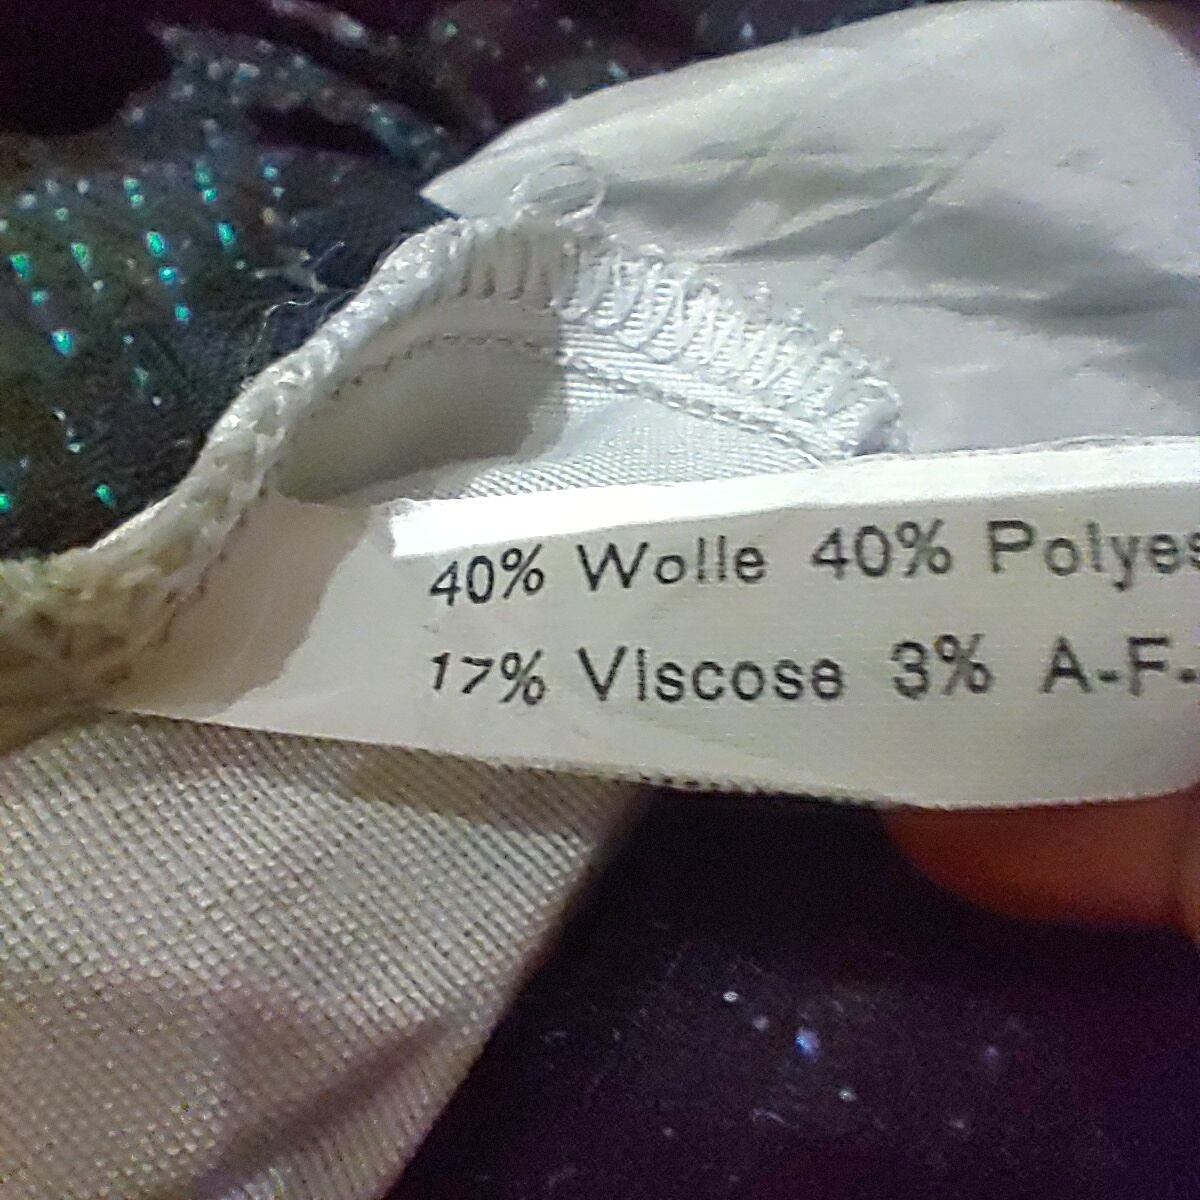 40% Wolle 40% Polyes
17% Viscose 3% A-F-